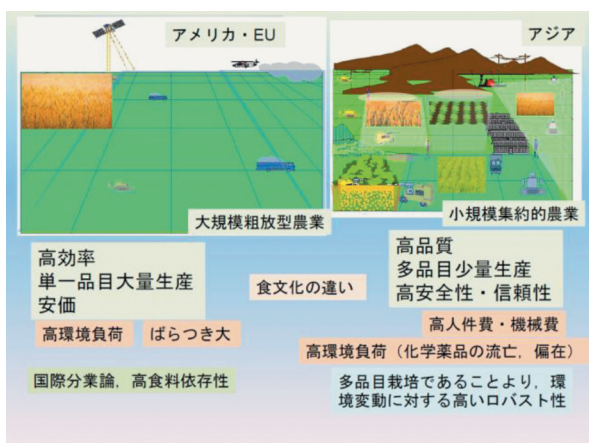 アメリカ・EU
アジア
大規模粗放型農業
小規模集約的農業
高効率
単一品目大量生産
安価
食文化の違い
高品質
多品目少量生産
高安全性・信頼性
高環境負荷
ばらつき大
高人件費・機械費
高環境負荷（化学薬品の流亡，偏在）
国際分業論，高食料依存性
多品目栽培であることより，環
境変動に対する高いロバスト性